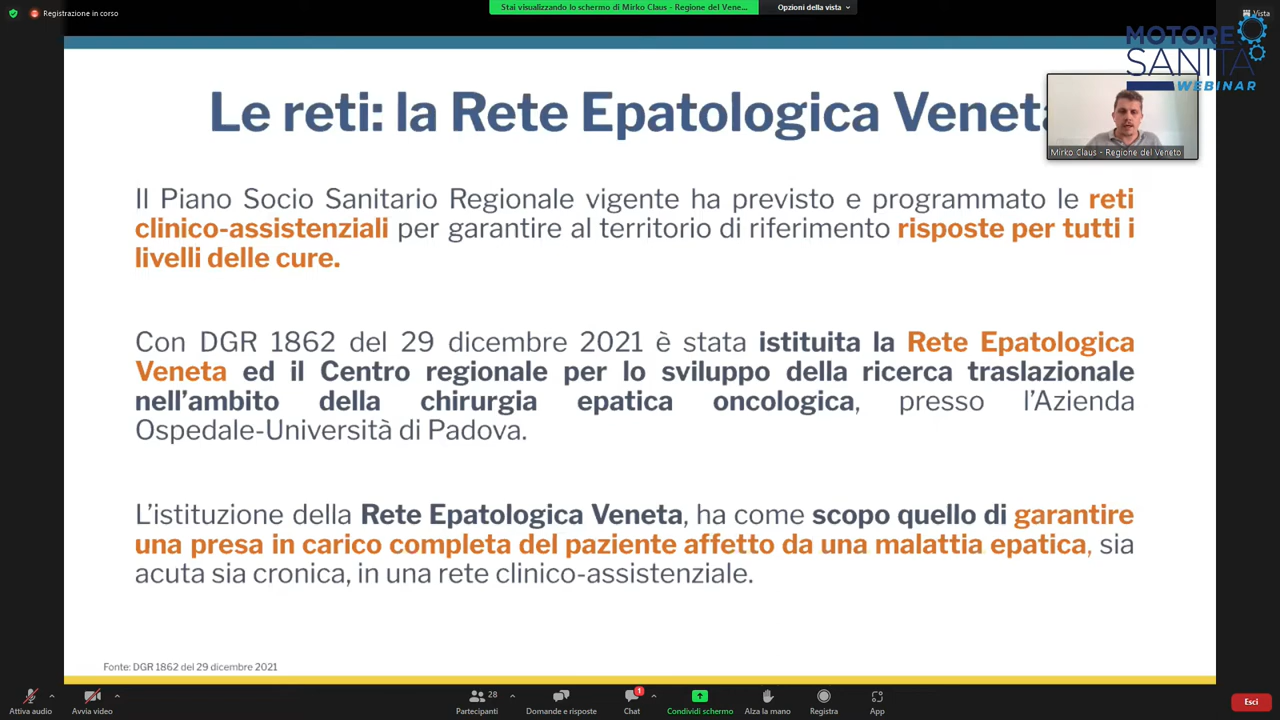 Registrazione in corso
Stai visualizzando lo schermo di Mirko Claus - Regione del Vene...
Opzioni della vista
Vista
MOTORE
SANITÀ
WEBINAR
Le reti: la Rete Epatologica Veneta
Mirko Claus - Regione del Veneto
Il Piano Socio Sanitario Regionale vigente ha previsto e programmato le reti
clinico-assistenziali per garantire al territorio di riferimento risposte per tutti i
livelli delle cure.
Con DGR 1862 del 29 dicembre 2021 è stata istituita la Rete Epatologica
Veneta ed il Centro regionale per lo sviluppo della ricerca traslazionale
nell'ambito della chirurgia epatica oncologica, presso l'Azienda
Ospedale-Università di Padova.
L'istituzione della Rete Epatologica Veneta, ha come scopo quello di garantire
una presa in carico completa del paziente affetto da una malattia epatica, sia
acuta sia cronica, in una rete clinico-assistenziale.
Fonte: DGR 1862 del 29 dicembre 2021
Attiva audio
Avvia video
28
Partecipanti
Domande e risposte
1
Chat
Condividi schermo
Alza la mano
Registra
App
Esci